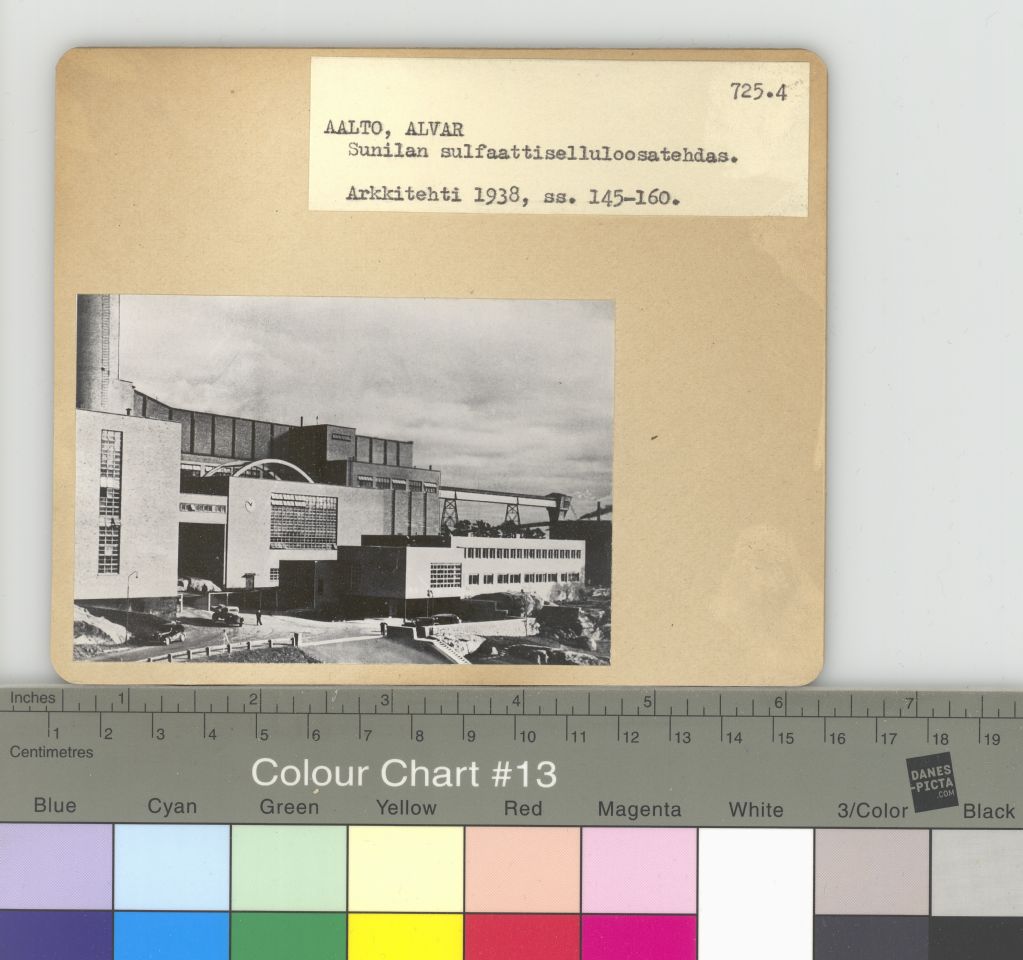 725.4
AALTO, ALVAR
Sunilan sulfaattiselluloosatehdas.
Arkkitehti 1938, ss. 145-160.
Inches 1 2 3 4 5 6 7
1 2 3 4 5 6 7 8 9 10 11 12 13 14 15 16 17 18 19
Centimetres
Colour Chart #13
DANES
-PICTA
.COM
Blue Cyan Green Yellow Red Magenta White 3/Color Black